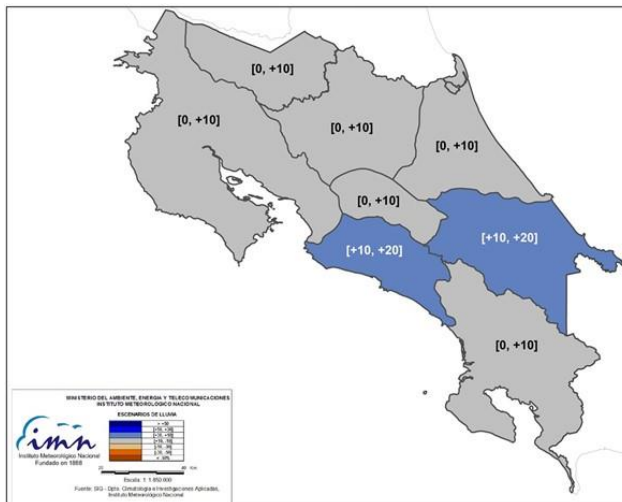 [0, +10]
[0, +10]
[0, +10]
[0, +10]
[0, +10]
[+10, +20]
[+10, +20]
[0, +10]
MINISTERIO DEL AMBIENTE, ENERGIA Y TELECOMUNICACIONES
INSTITUTO METEOROLÓGICO NACIONAL
ESCENARIOS DE LLUVIA
imn
Instituto Meteorológico Nacional
Fundado en 1888
Escala: 1: 1.850.000
Fuente: SIG - Dpto. Climatología e Investigaciones Aplicadas,
Instituto Meteorológico Nacional